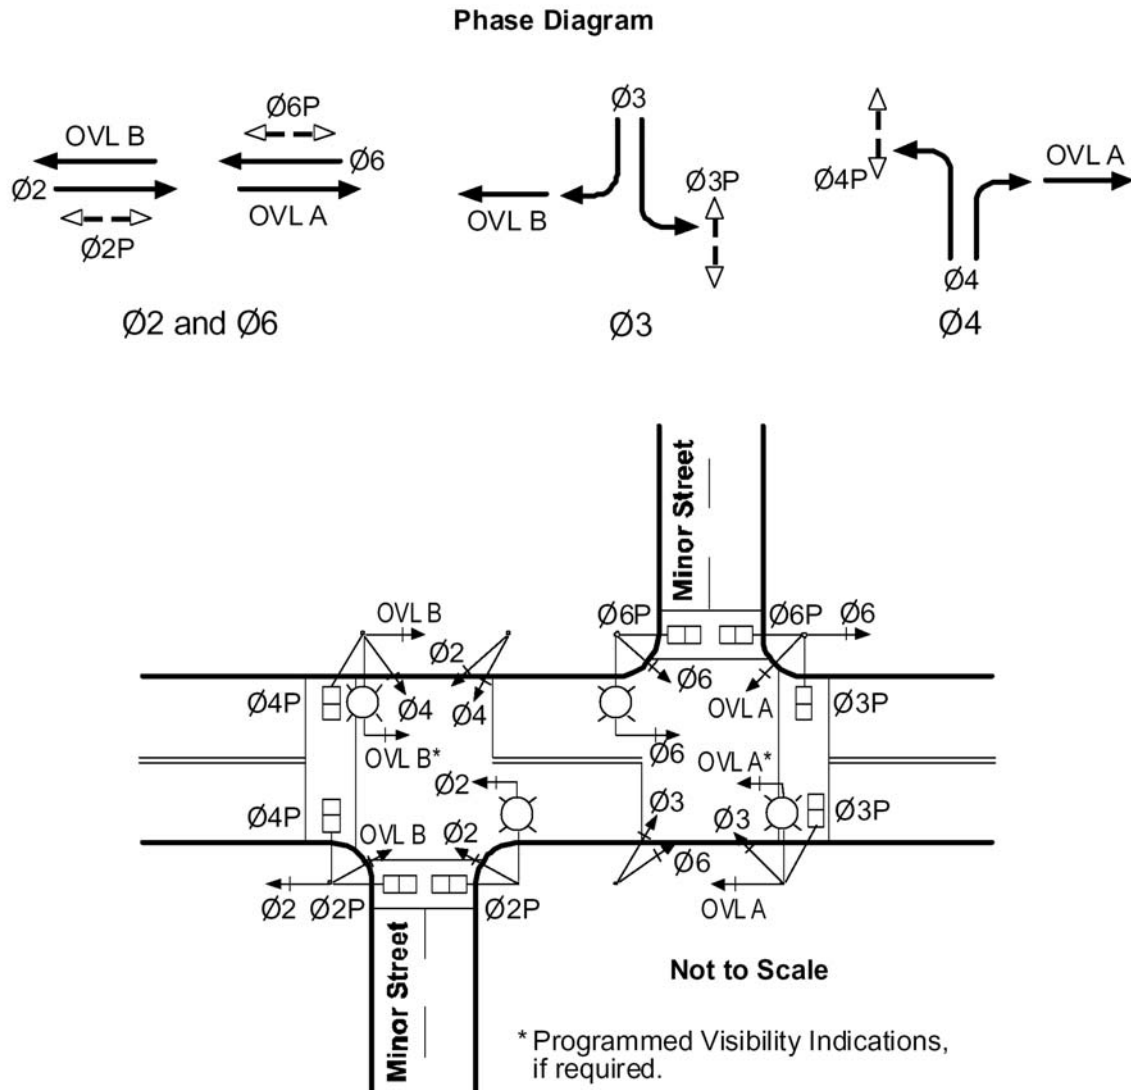 Phase Diagram
OVL B
Ø2
Ø2P
Ø6P
Ø6
OVL A
Ø3
OVL B
Ø3P
Ø4P
OVL A
Ø4
Ø2 and Ø6
Ø3
Ø4
Minor Street
OVL B
Ø6P
Ø6P
Ø6
Ø2
Ø6
Ø4P
Ø4
Ø4
OVL A
Ø3P
OVL B*
Ø6
OVL A*
Ø2
Ø4P
Ø3
Ø3
Ø3P
OVL B
Ø2
Ø6
Ø2
Ø2P
Ø2P
OVL A
Minor Street
Not to Scale
* Programmed Visibility Indications,
if required.